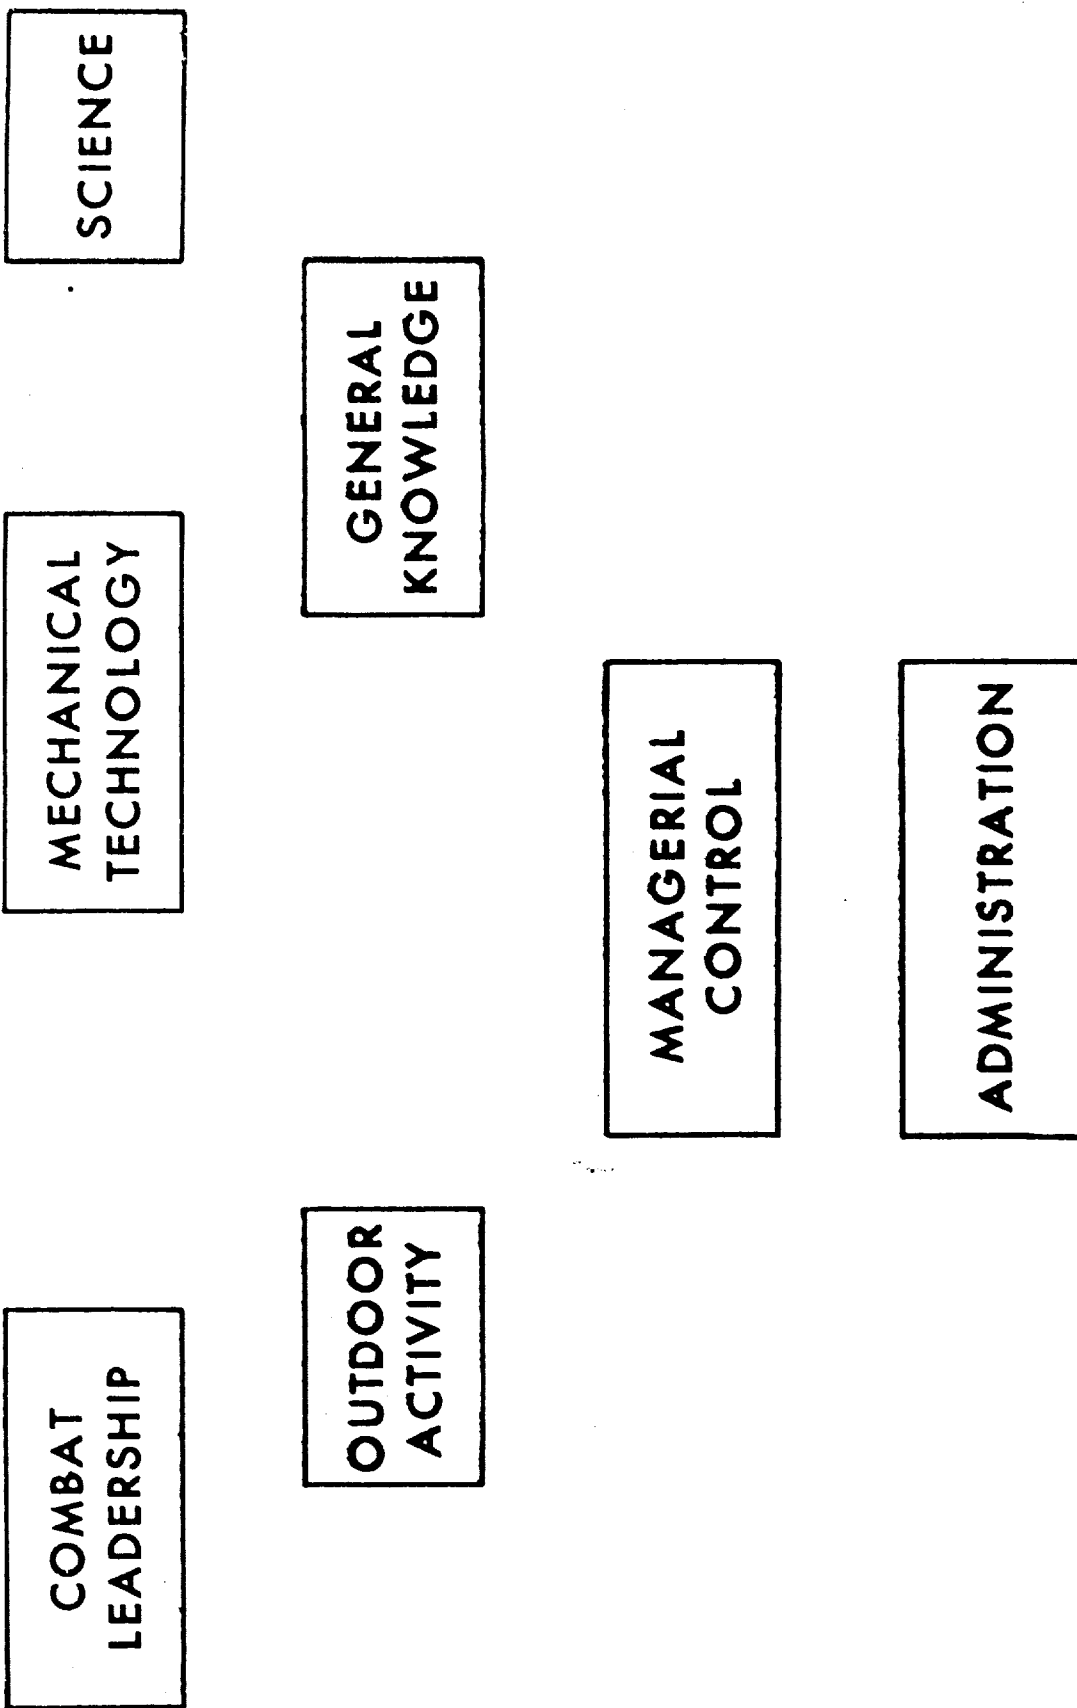 COMBAT
LEADERSHIP
MECHANICAL
TECHNOLOGY
SCIENCE
OUTDOOR
ACTIVITY
GENERAL
KNOWLEDGE
MANAGERIAL
CONTROL
ADMINISTRATION